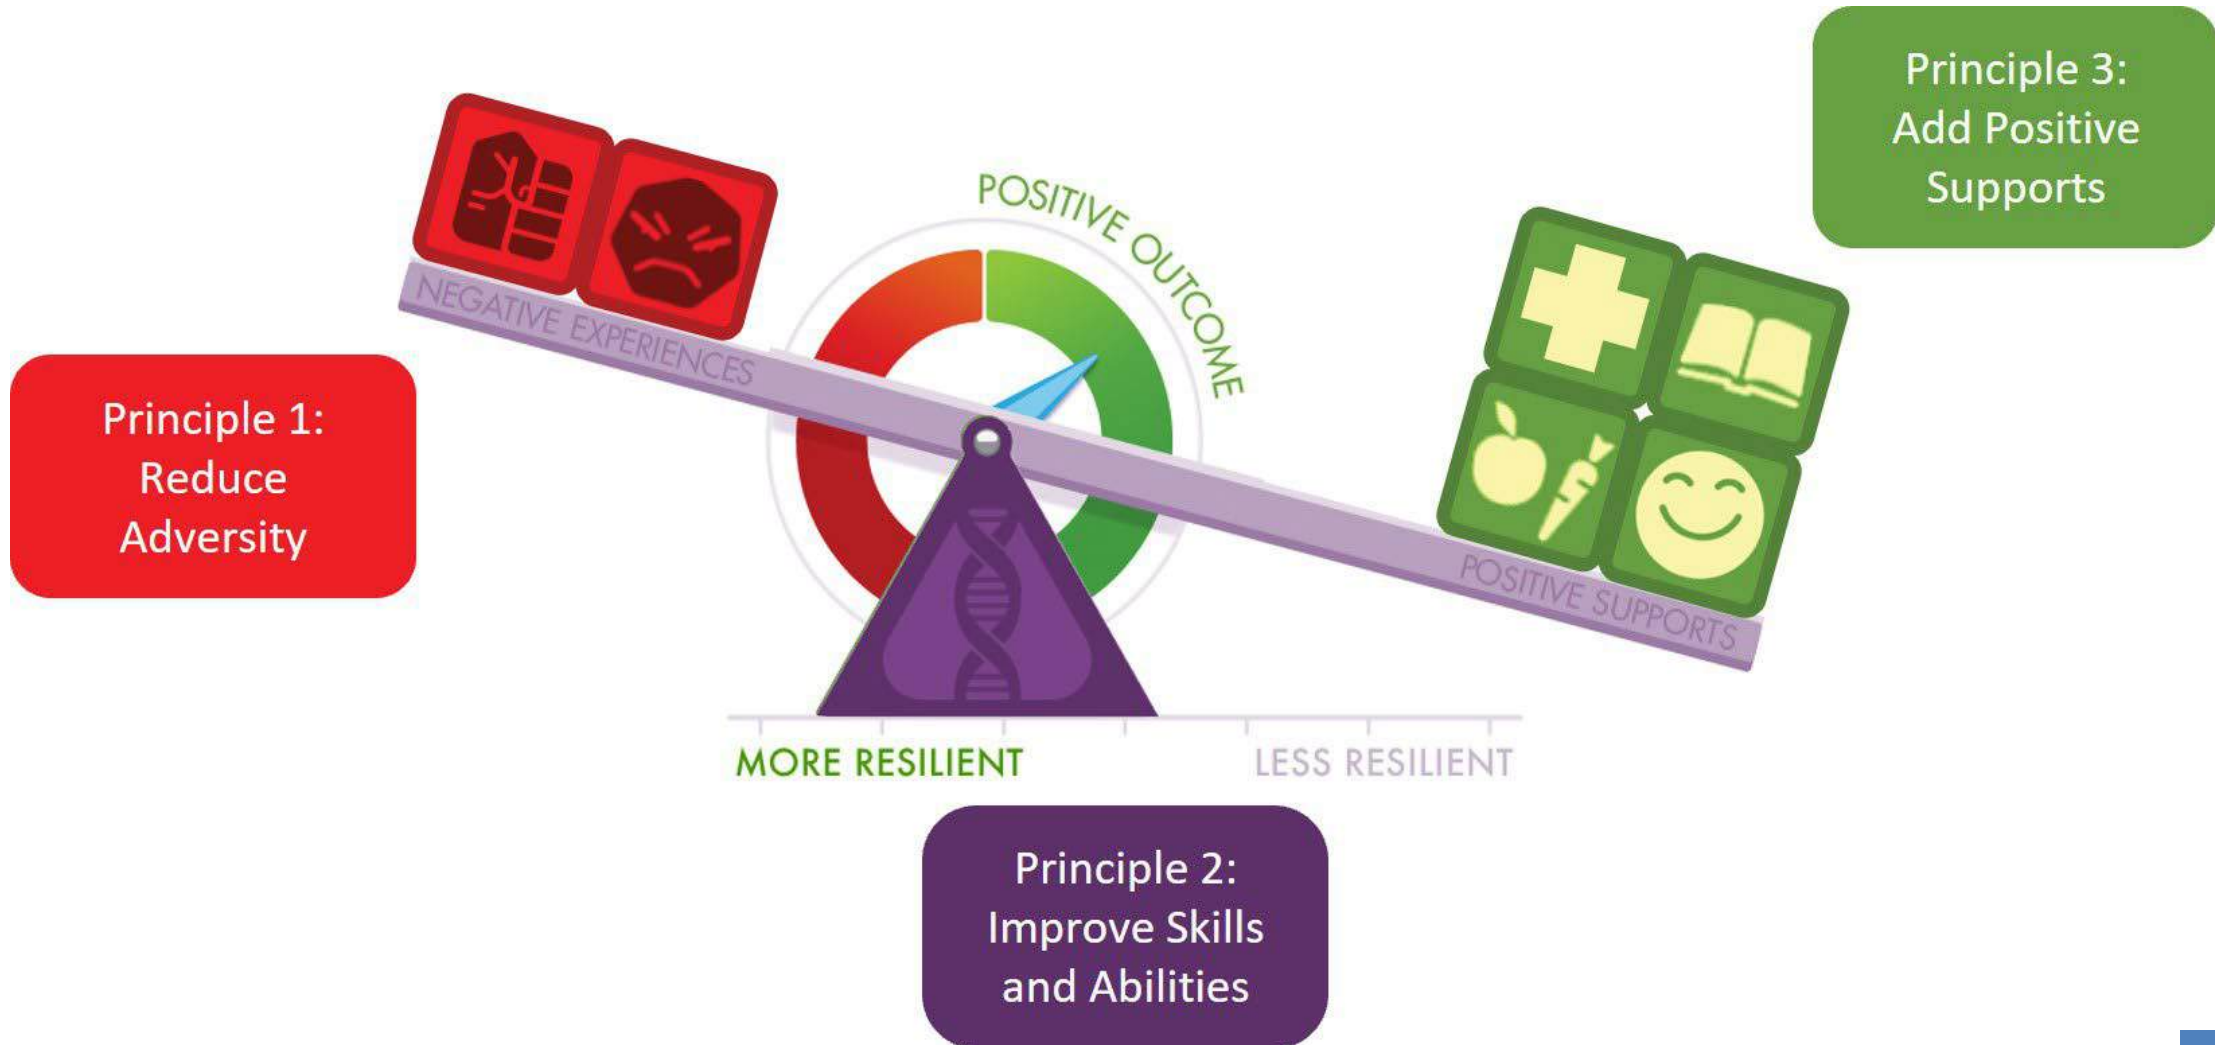 Principle 3:
Add Positive
Supports
POSITIVE OUTCOME
NEGATIVE EXPERIENCES
Principle 1:
Reduce
Adversity
POSITIVE SUPPORTS
MORE RESILIENT
LESS RESILIENT
Principle 2:
Improve Skills
and Abilities